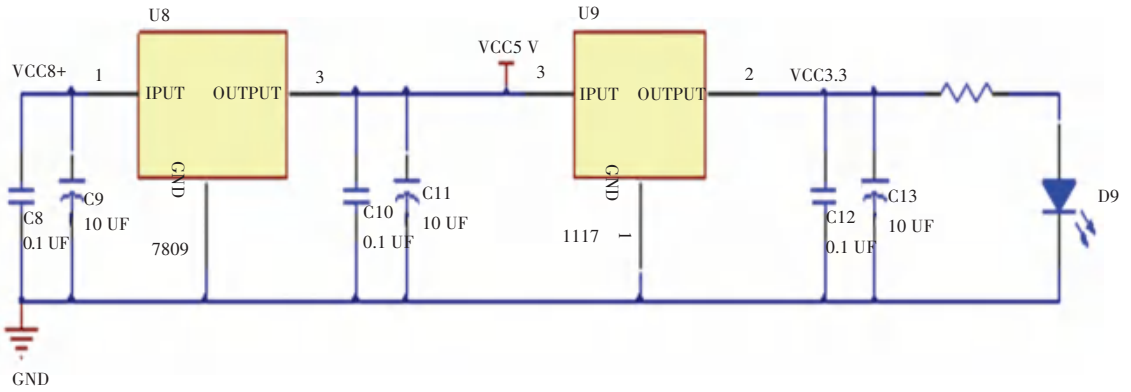 U8
U9
VCC5 V
VCC8+
1
3
3
2
VCC3.3
IPUT
OUTPUT
IPUT
OUTPUT
GND
GND
C8
0.1 UF
C9
10 UF
7809
C10
0.1 UF
C11
10 UF
1117
1
C12
0.1 UF
C13
10 UF
D9
GND